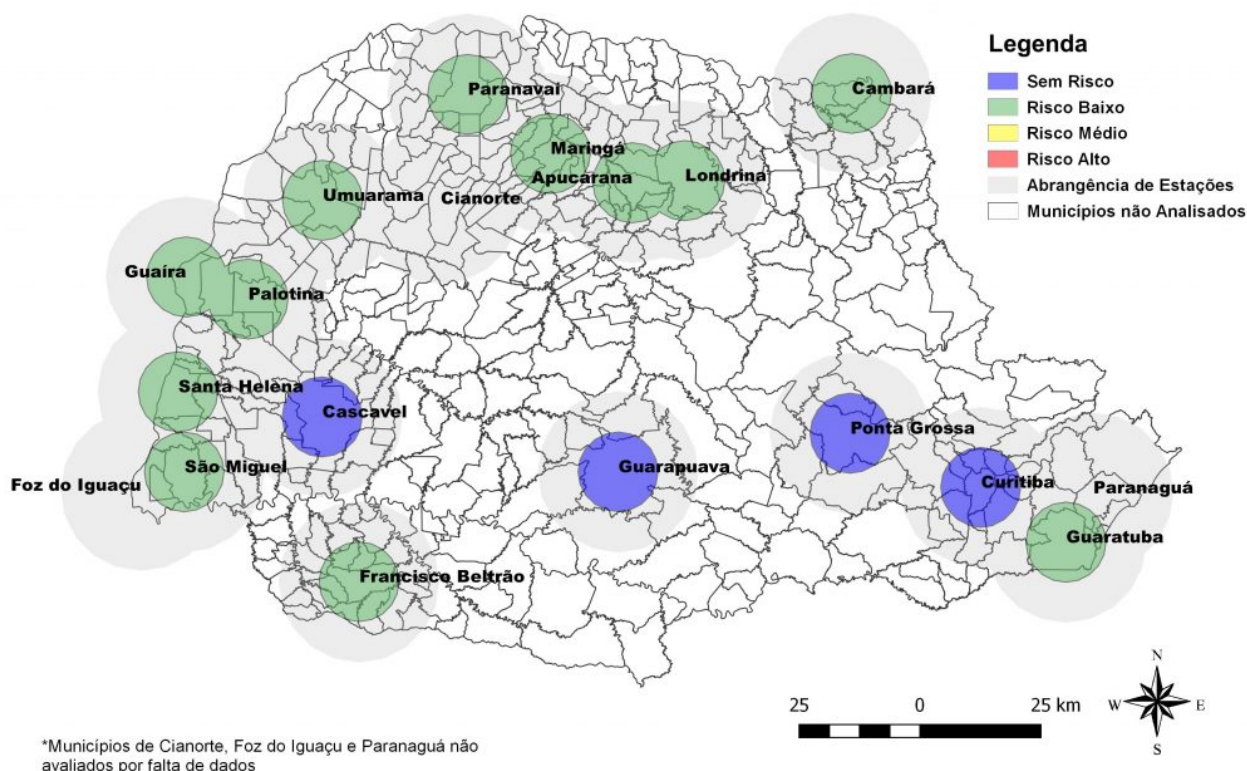 Legenda
Sem Risco
Risco Baixo
Risco Médio
Risco Alto
Abrangência de Estações
Municípios não Analisados
Paranavaí
Cambará
Maringá
Apucarana
Londrina
Umuarama
Cianorte
Guaíra
Palotina
Santa Helena
Cascavel
Ponta Grossa
São Miguel
Guarapuava
Foz do Iguaçu
Curitiba
Paranaguá
Guaratuba
Francisco Beltrão
N
W
E
S
25 0 25 km
*Municípios de Cianorte, Foz do Iguaçu e Paranaguá não
avaliados por falta de dados